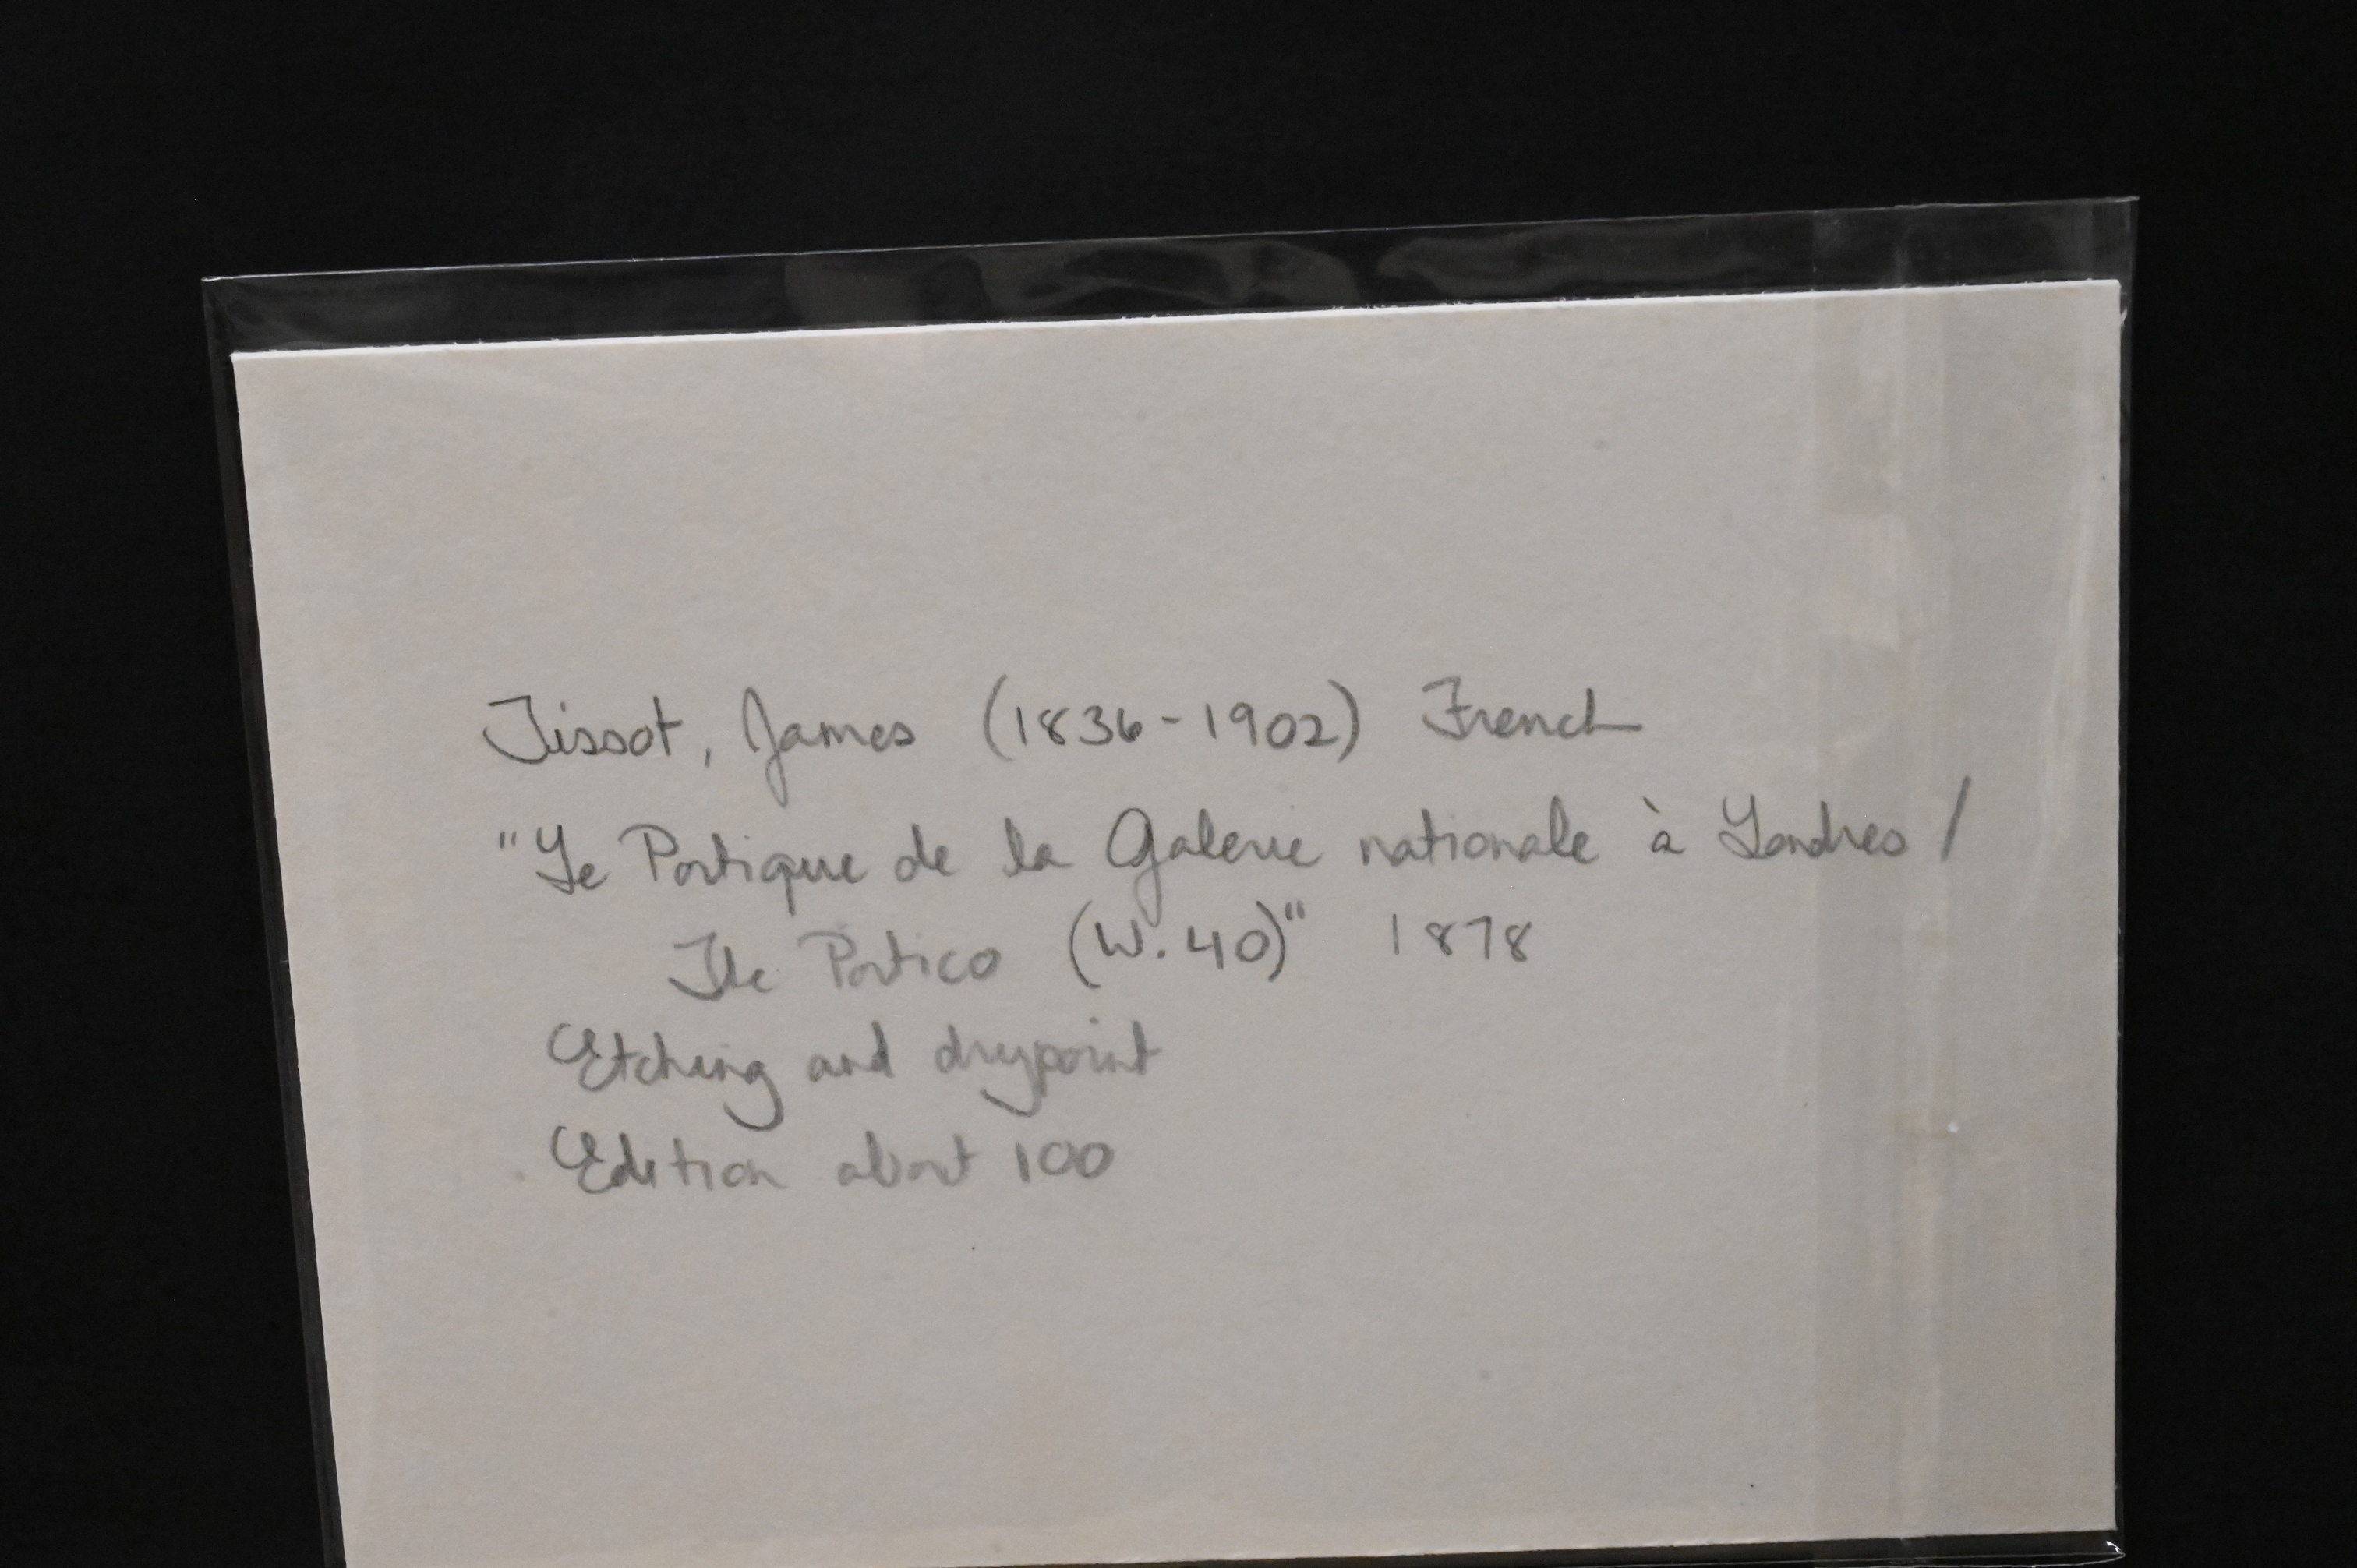 Tissot, James (1836-1902) French
"Le Portique de la Galerie nationale à Londres /
The Portico (W. 40)" 1878
Etching and drypoint
Edition about 100